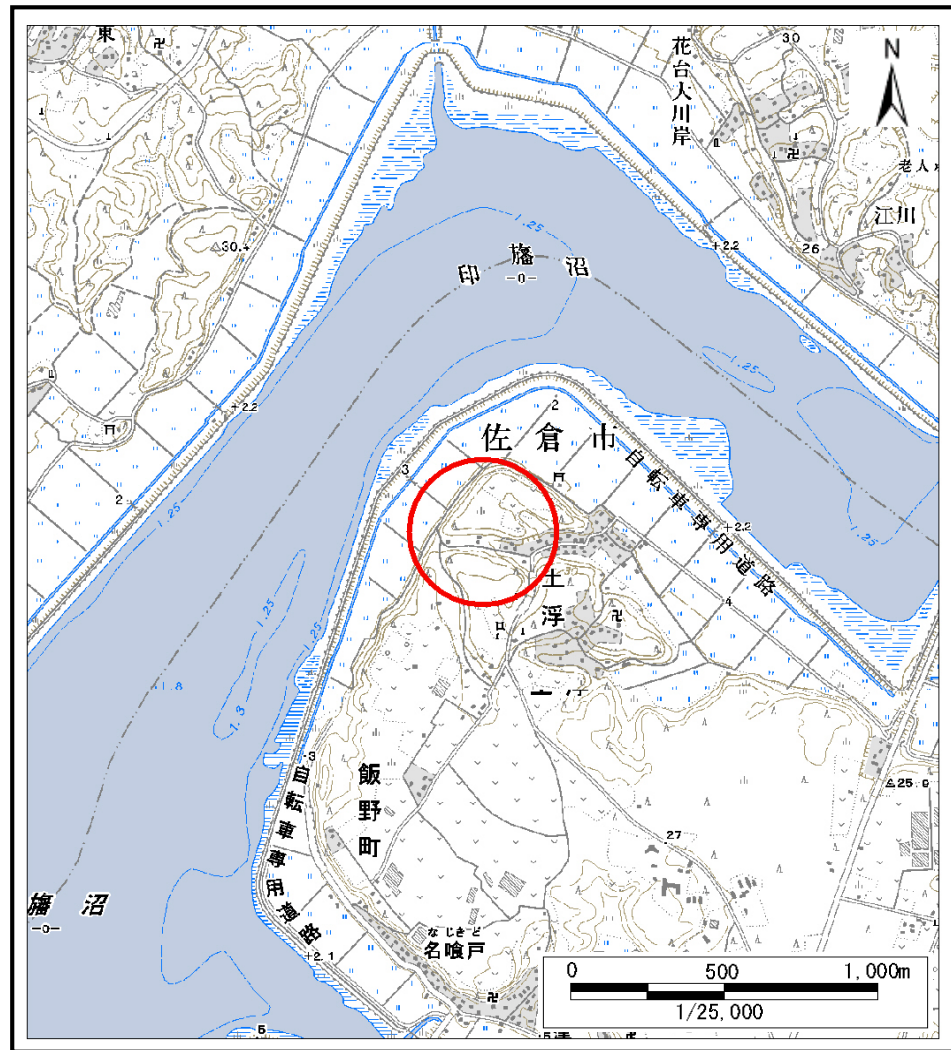 東
花台入川岸
30
N
老人
江川
1.25
30.4
+2.2
26
印旛沼
-0-
1.25
+2.2
1.25
2
佐倉市
3
2
自転車専用道路
+2.2
1.25
1.25
1.25
土浮
4
1.8
1.3
3
自転車専用道路
飯野町
27
旛沼
-0-
なじきど
名喰戸
+2.1
5
0 500 1,000m
1/25,000